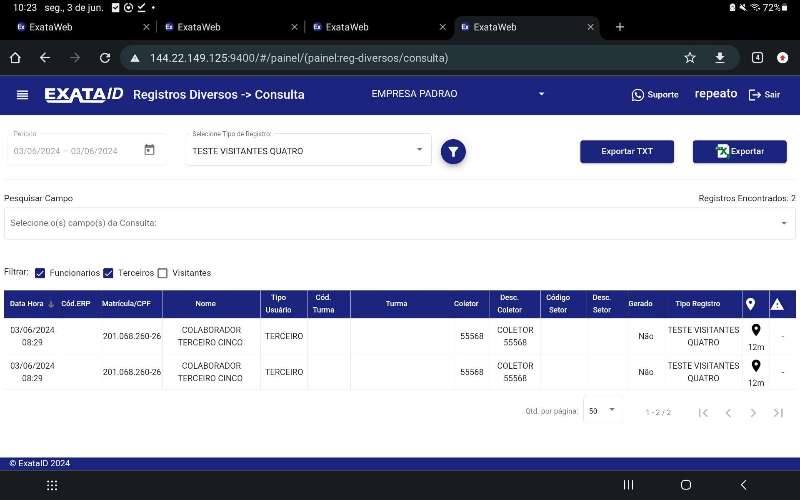 10:23 seg., 3 de jun. 72%
ExataWeb ExataWeb ExataWeb ExataWeb
144.22.149.125:9400/#/painel/(painel:reg-diversos/consulta) 4
EXATAID Registros Diversos -> Consulta EMPRESA PADRAO Suporte repeato Sair
Período Selecione Tipo de Registro:
03/06/2024 – 03/06/2024 TESTE VISITANTES QUATRO Exportar TXT Exportar
Pesquisar Campo Registros Encontrados: 2
Selecione o(s) campo(s) da Consulta:
Filtrar: Funcionarios Terceiros Visitantes
Data Hora Cód.ERP Matrícula/CPF Nome Tipo Usuário Cód. Turma Turma Coletor Desc. Coletor Código Setor Desc. Setor Gerado Tipo Registro
03/06/2024 08:29 201.068.260-26 COLABORADOR TERCEIRO CINCO TERCEIRO 55568 COLETOR 55568 Não TESTE VISITANTES QUATRO 12m -
03/06/2024 08:29 201.068.260-26 COLABORADOR TERCEIRO CINCO TERCEIRO 55568 COLETOR 55568 Não TESTE VISITANTES QUATRO 12m -
Qtd. por página: 50 1 - 2 / 2
© ExataID 2024